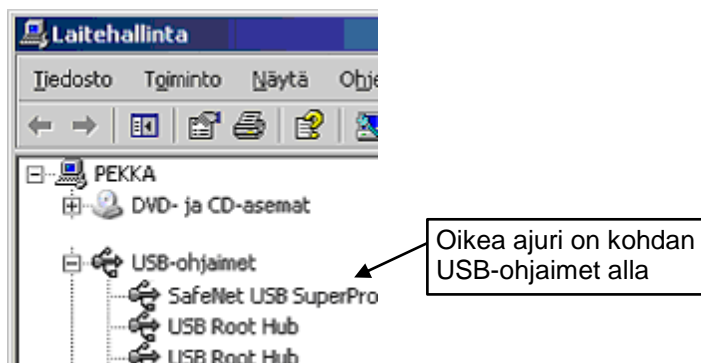 Laitehallinta
Tiedosto Toiminto Näytä Ohje
PEKKA
DVD- ja CD-asemat
USB-ohjaimet
SafeNet USB SuperPro
USB Root Hub
USB Root Hub
Oikea ajuri on kohdan
USB-ohjaimet alla